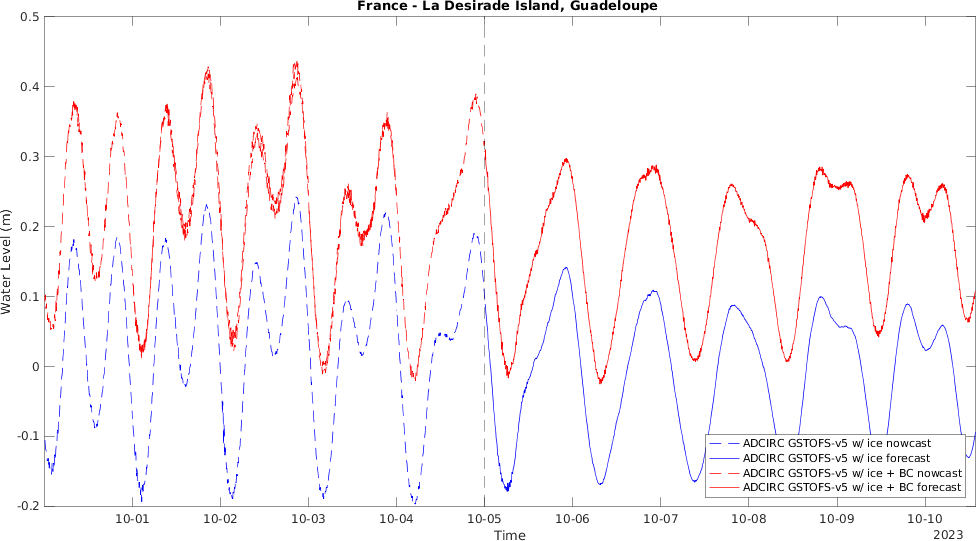 France - La Desirade Island, Guadeloupe
0.5
0.4
0.3
0.2
0.1
0
-0.1
-0.2
Water Level (m)
10-01 10-02 10-03 10-04 10-05 10-06 10-07 10-08 10-09 10-10
Time
2023
ADCIRC GSTOFS-v5 w/ ice nowcast
ADCIRC GSTOFS-v5 w/ ice forecast
ADCIRC GSTOFS-v5 w/ ice + BC nowcast
ADCIRC GSTOFS-v5 w/ ice + BC forecast